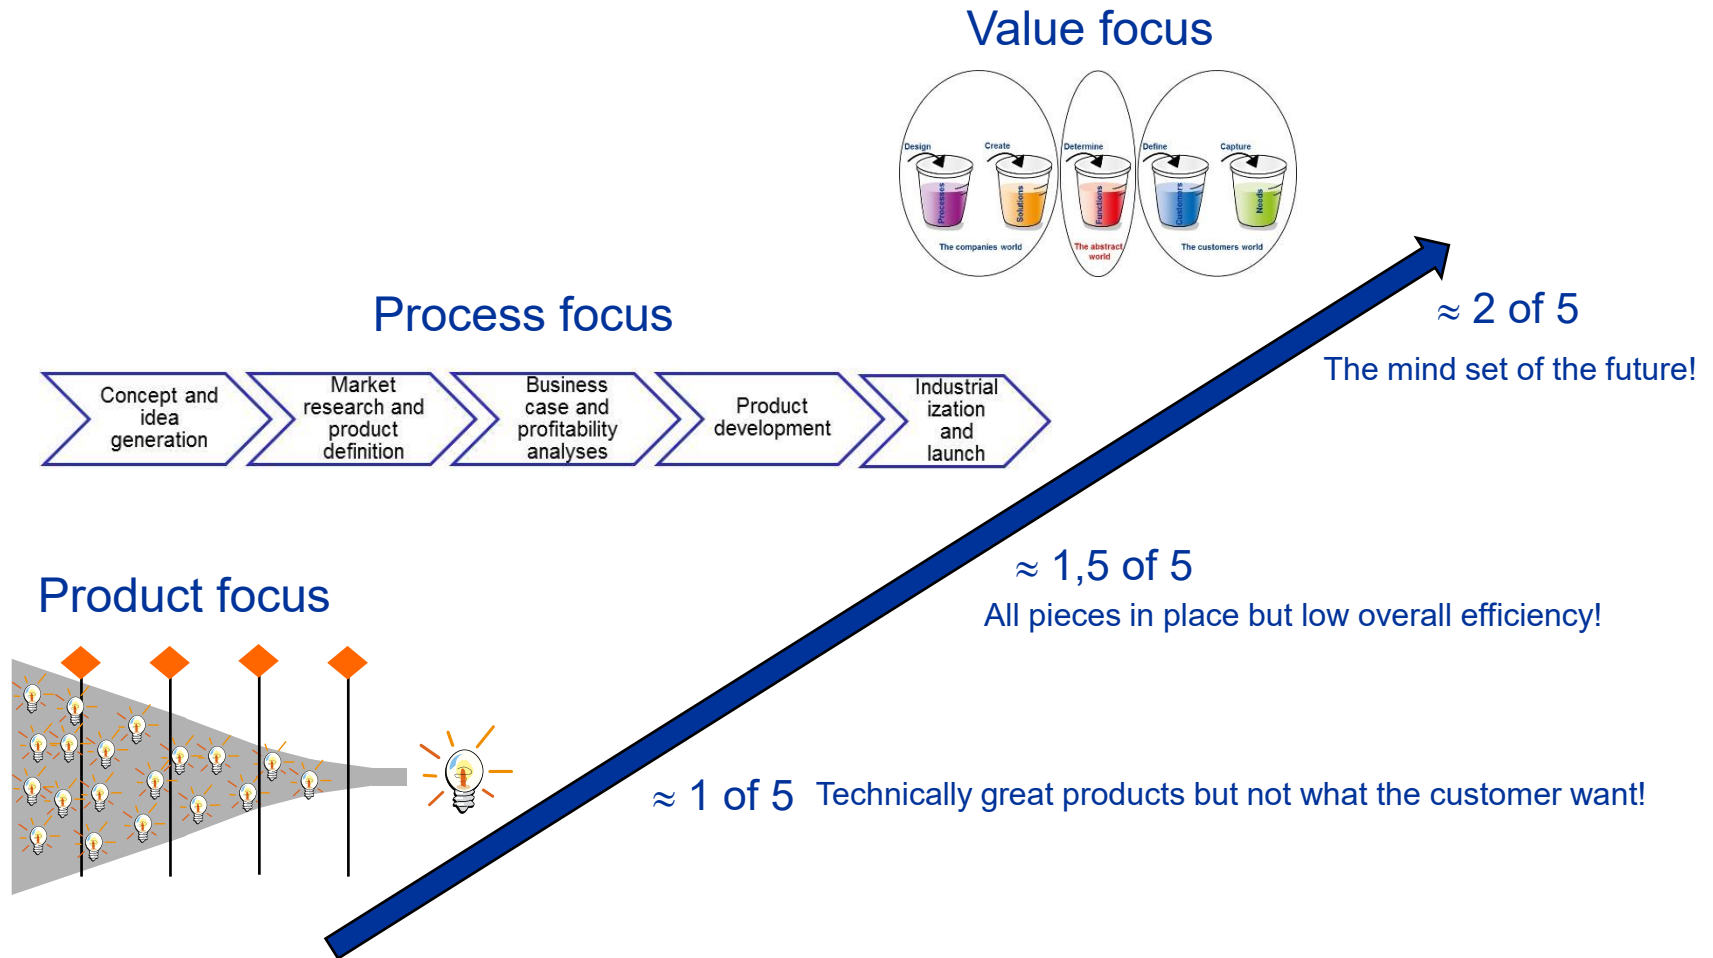 Value focus
Design
Create
Determine
Define
Capture
Processes
Solutions
Functions
Customers
Needs
The companies world
The abstract
world
The customers world
≈ 2 of 5
The mind set of the future!
Process focus
Concept and
idea
generation
Market
research and
product
definition
Business
case and
profitability
analyses
Product
development
Industrial
ization
and
launch
≈ 1,5 of 5
All pieces in place but low overall efficiency!
Product focus
≈ 1 of 5
Technically great products but not what the customer want!